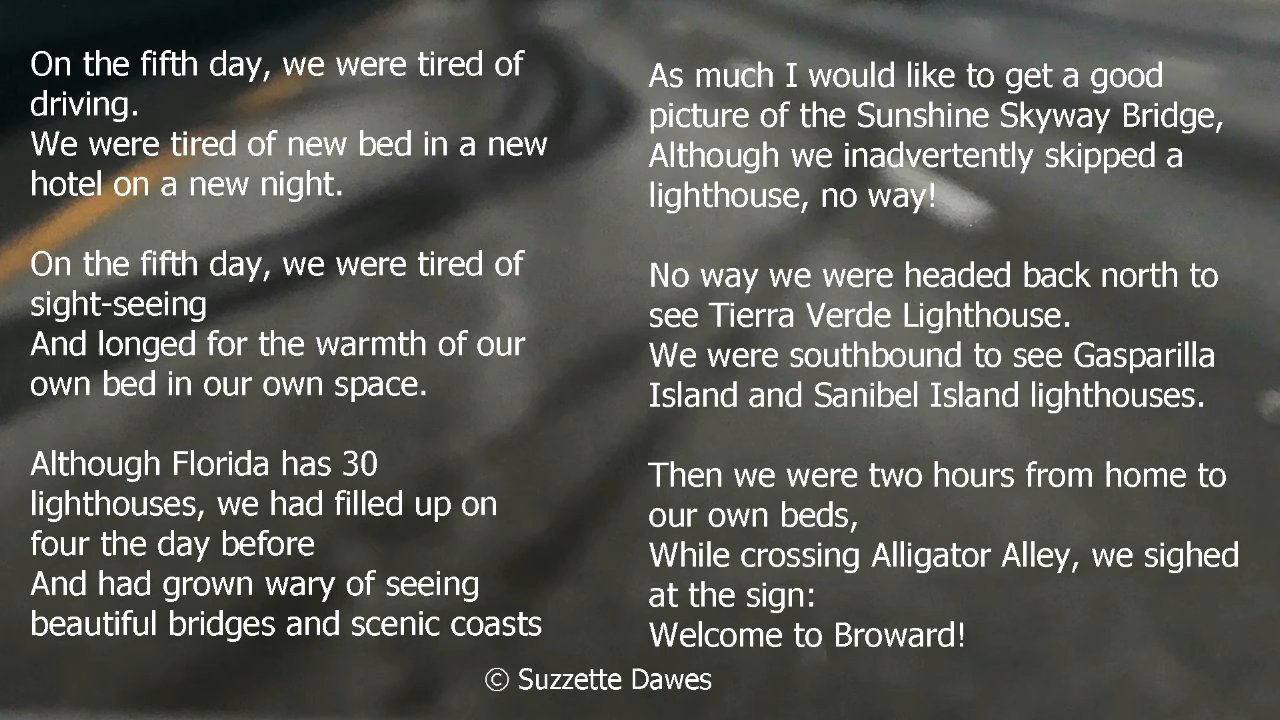 On the fifth day, we were tired of
driving.
We were tired of new bed in a new
hotel on a new night.
On the fifth day, we were tired of
sight-seeing
And longed for the warmth of our
own bed in our own space.
Although Florida has 30
lighthouses, we had filled up on
four the day before
And had grown wary of seeing
beautiful bridges and scenic coasts
As much I would like to get a good
picture of the Sunshine Skyway Bridge,
Although we inadvertently skipped a
lighthouse, no way!
No way we were headed back north to
see Tierra Verde Lighthouse.
We were southbound to see Gasparilla
Island and Sanibel Island lighthouses.
Then we were two hours from home to
our own beds,
While crossing Alligator Alley, we sighed
at the sign:
Welcome to Broward!
© Suzzette Dawes